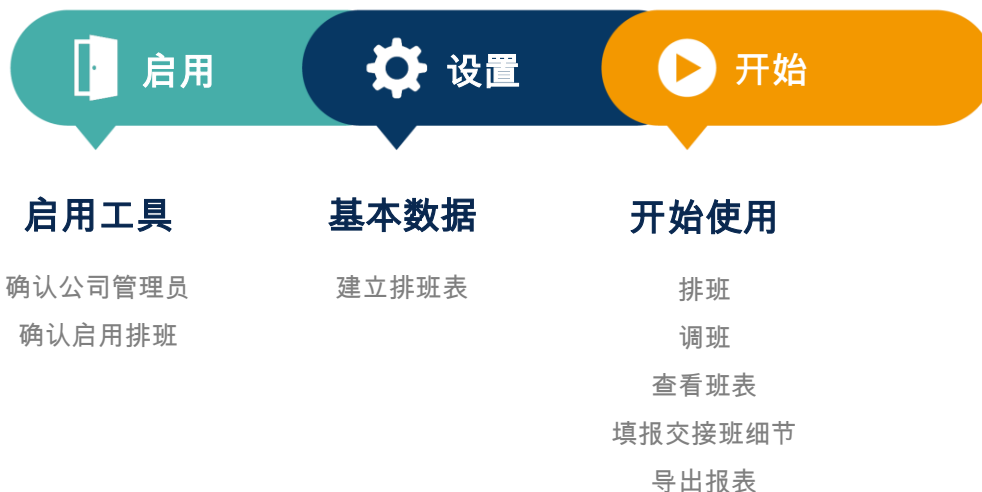 启用
设置
开始
启用工具
基本数据
开始使用
确认公司管理员
确认启用排班
建立排班表
排班
调班
查看班表
填报交接班细节
导出报表